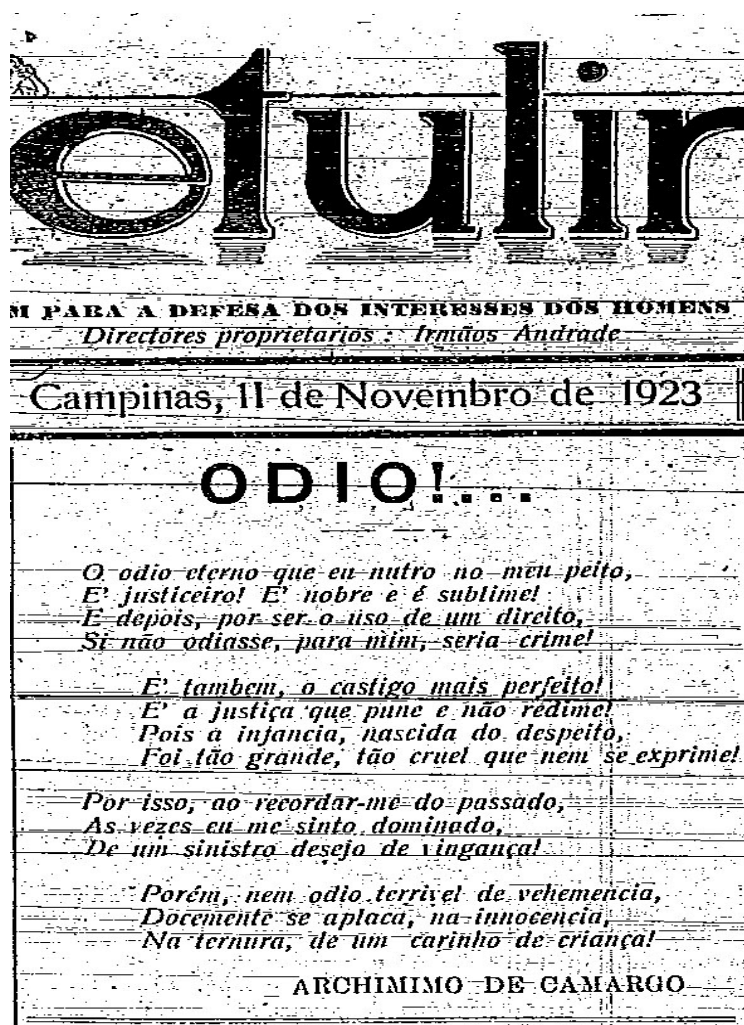 etulin
M PARA A DEFESA DOS INTERESSES DOS HOMENS
Directores proprietarios : Irmãos Andrade
Campinas, 11 de Novembro de 1923
ODIO!...
O odio eterno que eu nutro no meu peito,
E' justiceiro! E' nobre e é sublime!
E depois, por ser o uso de um direito,
Si não odiasse, para mim, seria crime!
E' tambem, o castigo mais perfeito!
E' a justiça que pune e não redime!
Pois a infancia, nascida do despeito,
Foi tão grande, tão cruel que nem se exprime!
Por isso, ao recordar-me do passado,
As vezes eu me sinto dominado,
De um sinistro desejo de vingança!
Porém, nem odio terrivel de vehemencia,
Docemente se aplaca, na innocencia,
Na ternura, de um carinho de criança!
ARCHIMIMO DE CAMARGO